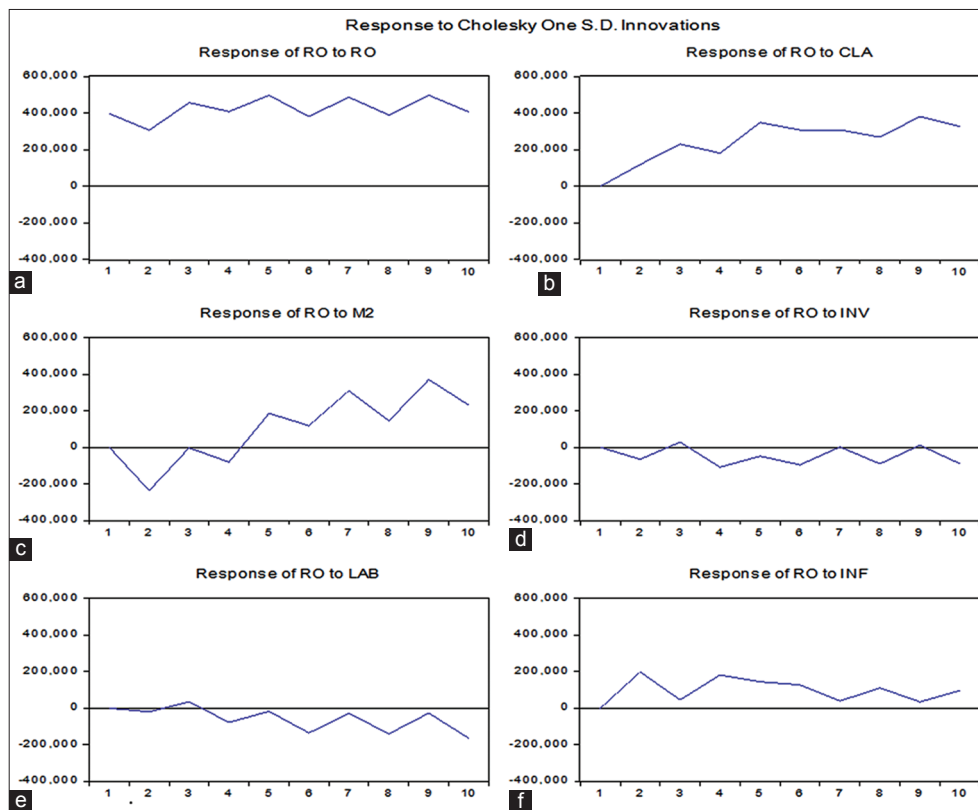 Response to Cholesky One S.D. Innovations
Response of RO to RO
600,000
400,000
200,000
0
-200,000
-400,000
1 2 3 4 5 6 7 8 9 10
a
Response of RO to CLA
600,000
400,000
200,000
0
-200,000
-400,000
1 2 3 4 5 6 7 8 9 10
b
Response of RO to M2
600,000
400,000
200,000
0
-200,000
-400,000
1 2 3 4 5 6 7 8 9 10
c
Response of RO to INV
600,000
400,000
200,000
0
-200,000
-400,000
1 2 3 4 5 6 7 8 9 10
d
Response of RO to LAB
600,000
400,000
200,000
0
-200,000
-400,000
1 2 3 4 5 6 7 8 9 10
e
Response of RO to INF
600,000
400,000
200,000
0
-200,000
-400,000
1 2 3 4 5 6 7 8 9 10
f